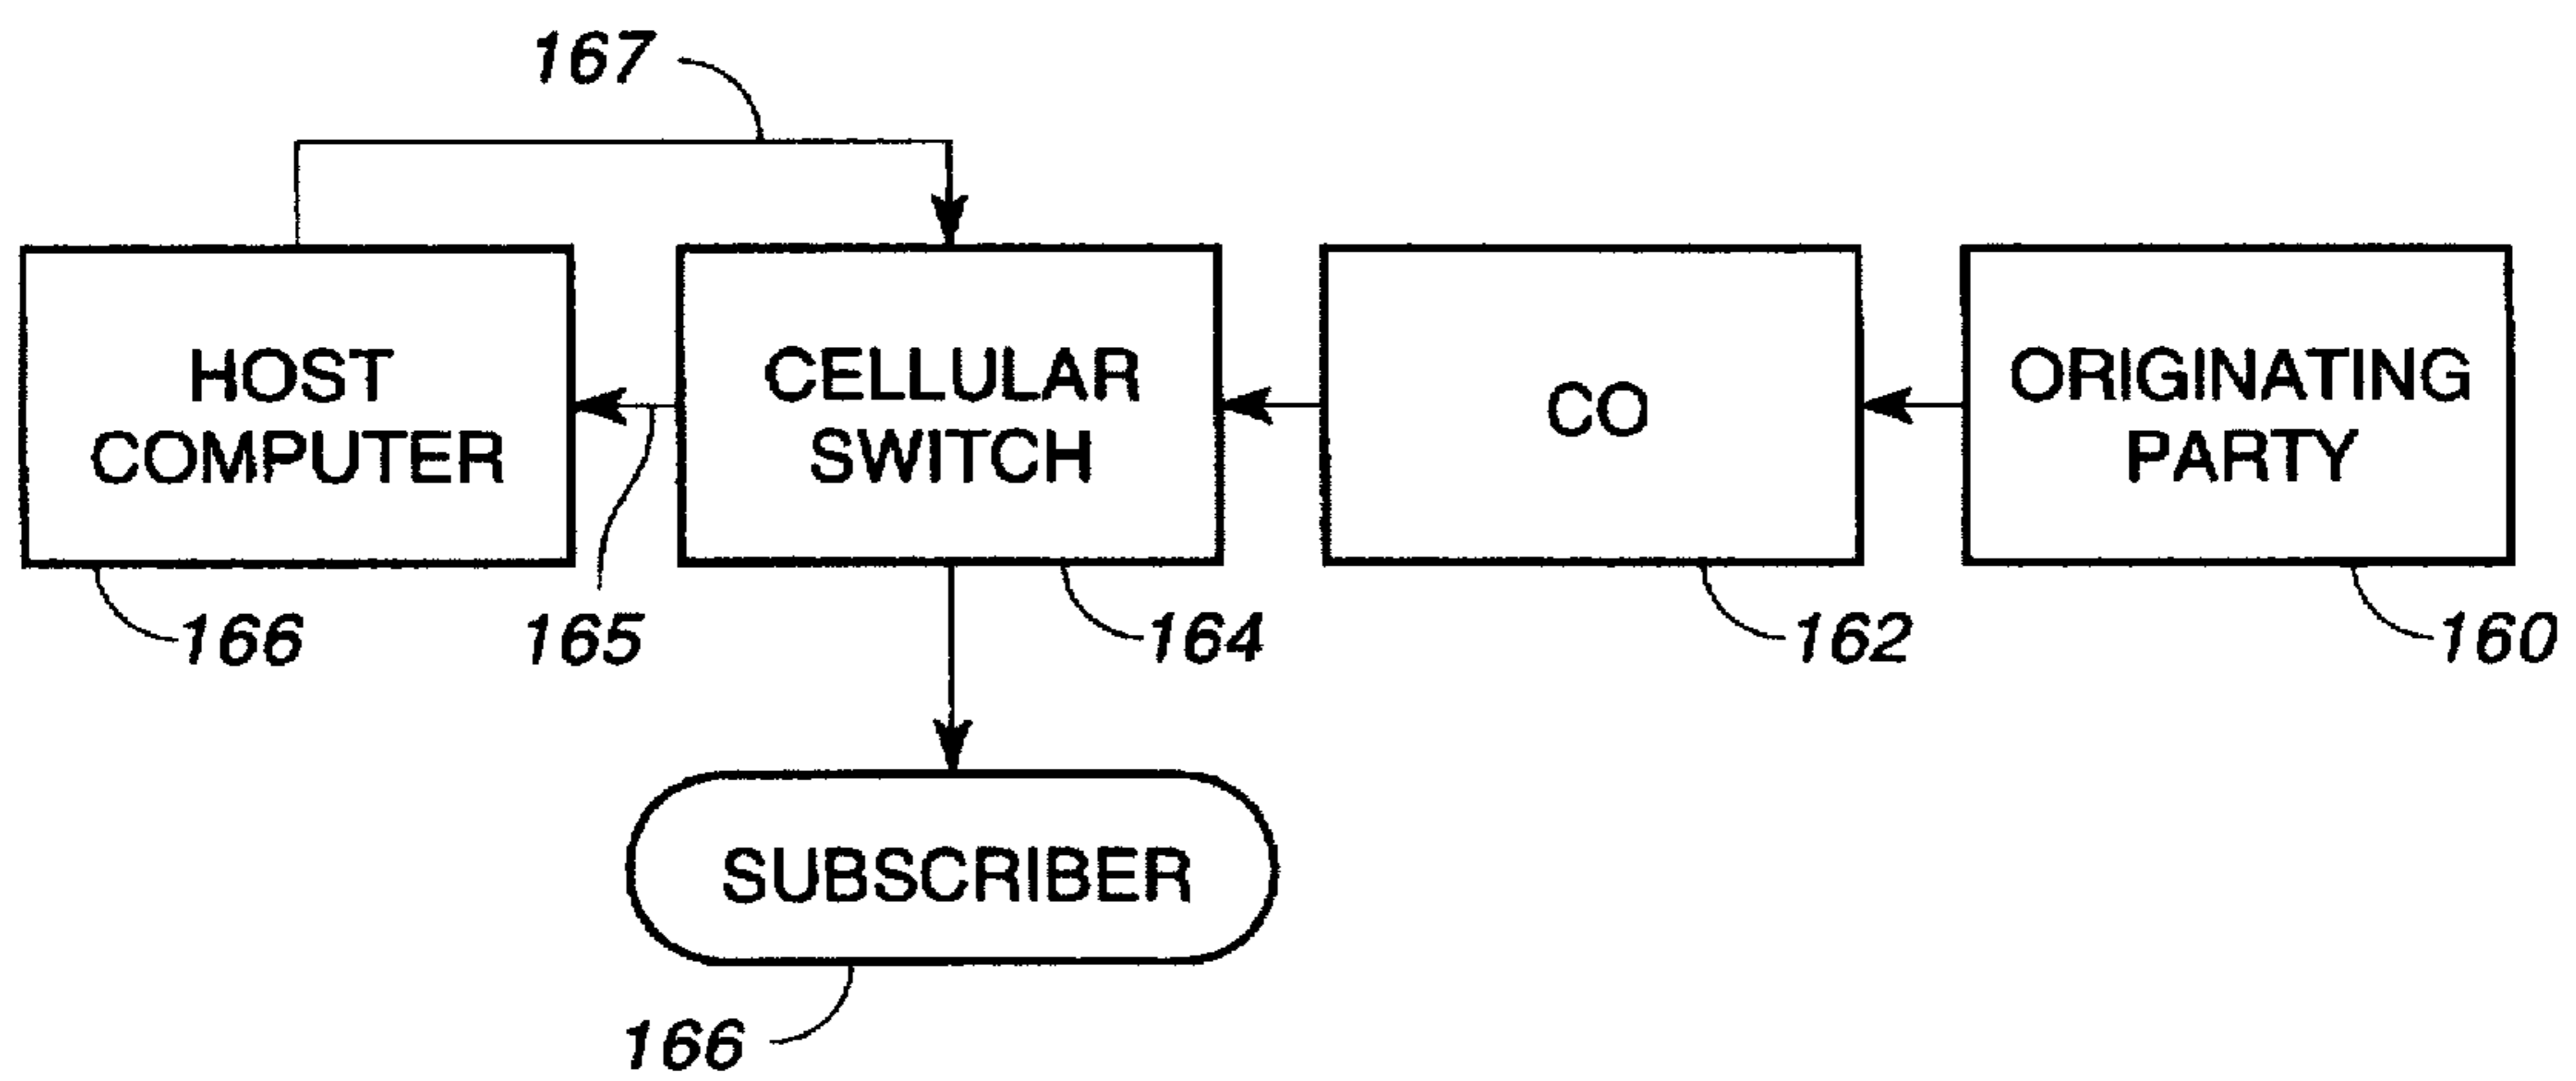 167
HOST
COMPUTER
CELLULAR
SWITCH
CO
ORIGINATING
PARTY
166
165
164
162
160
SUBSCRIBER
166